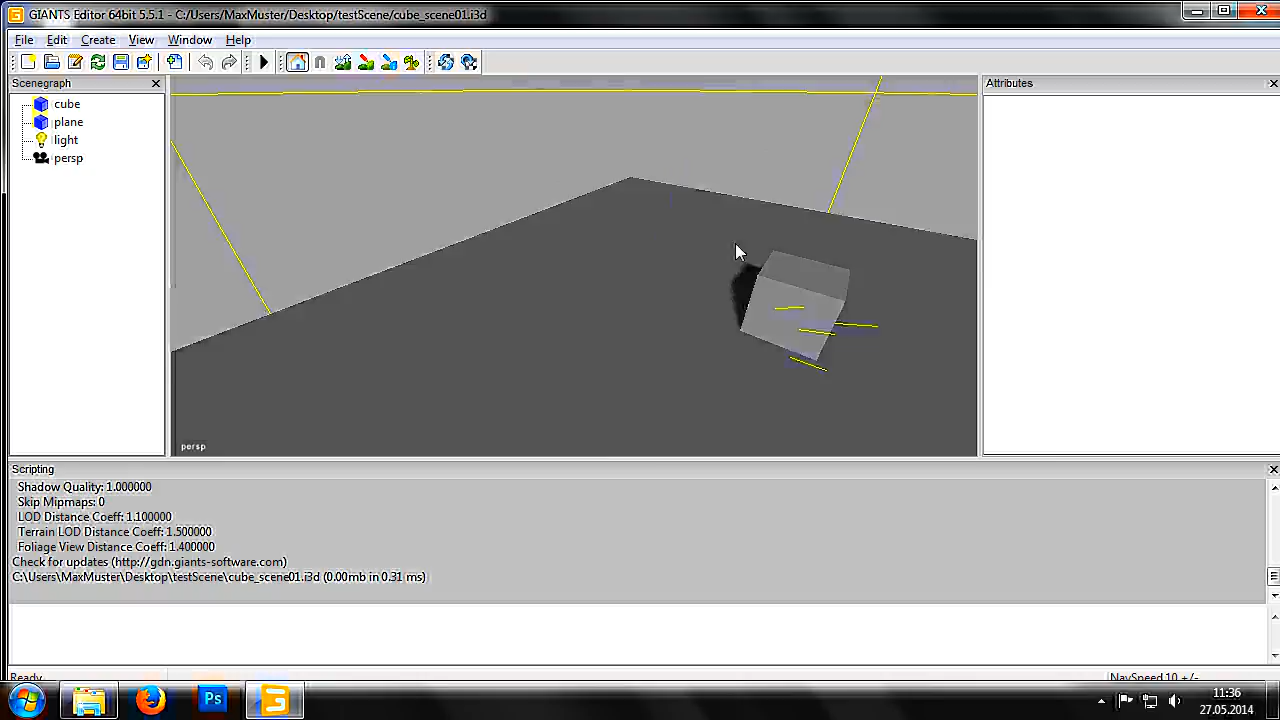 GIANTS Editor 64bit 5.5.1 - C:/Users/MaxMuster/Desktop/testScene/cube_scene01.i3d
File Edit Create View Window Help
Scenegraph
Attributes
cube
plane
light
persp
persp
Scripting
Shadow Quality: 1.000000
Skip Mipmaps: 0
LOD Distance Coeff: 1.100000
Terrain LOD Distance Coeff: 1.500000
Foliage View Distance Coeff: 1.400000
Check for updates (http://gdn.giants-software.com)
C:\Users\MaxMuster\Desktop\testScene\cube_scene01.i3d (0.00mb in 0.31 ms)
Ready
NavSpeed 10 +/-
Ps
11:36
27.05.2014